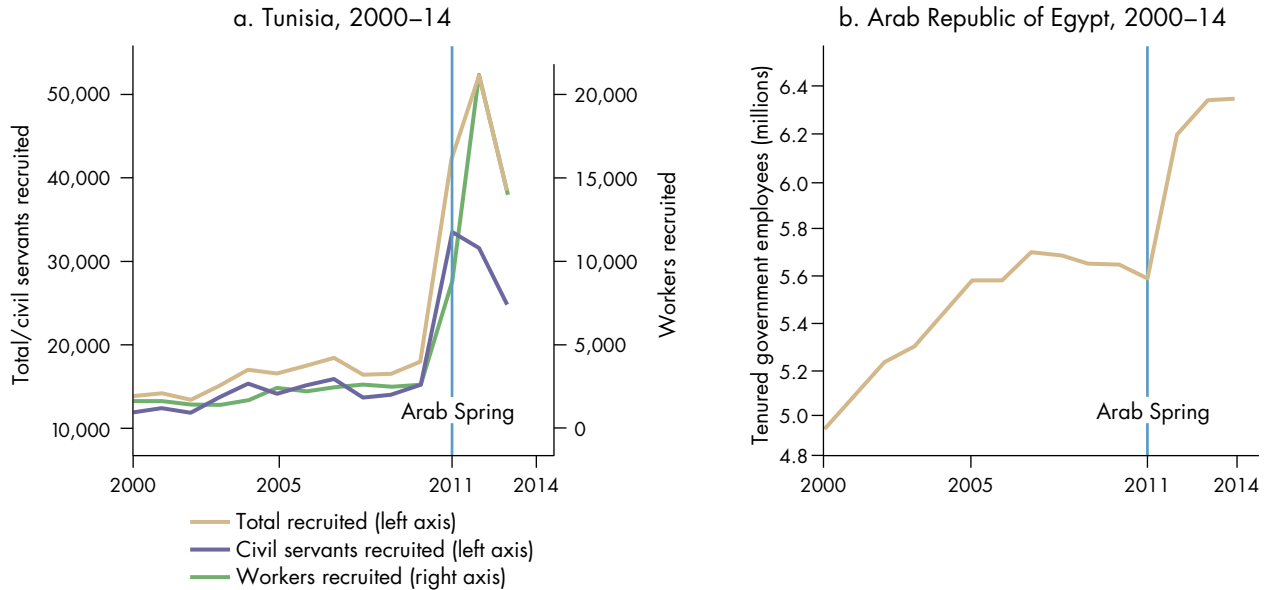 a. Tunisia, 2000–14
50,000
40,000
30,000
20,000
10,000
Total/civil servants recruited
20,000
15,000
10,000
5,000
0
Workers recruited
Arab Spring
2000
2005
2011
2014
Total recruited (left axis)
Civil servants recruited (left axis)
Workers recruited (right axis)
b. Arab Republic of Egypt, 2000–14
Tenured government employees (millions)
6.4
6.2
6.0
5.8
5.6
5.4
5.2
5.0
4.8
Arab Spring
2000
2005
2011
2014